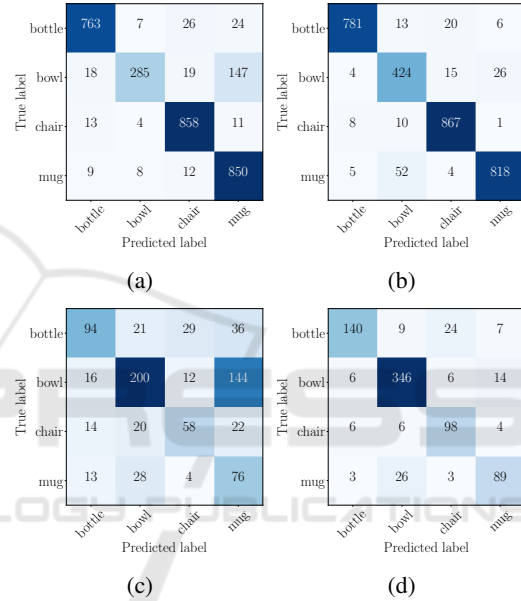 True label
bottle 763 7 26 24
bowl 18 285 19 147
chair 13 4 858 11
mug 9 8 12 850
bottle bowl chair mug
Predicted label
(a)
True label
781 13 20 6
bottle
4 424 15 26
bowl
8 10 867 1
chair
5 52 4 818
mug
bottle bowl chair mug
Predicted label
(b)
True label
bottle 94 21 29 36
bowl 16 200 12 144
chair 14 20 58 22
mug 13 28 4 76
bottle bowl chair mug
Predicted label
(c)
True label
bottle 140 9 24 7
bowl 6 346 6 14
chair 6 6 98 4
mug 3 26 3 89
bottle bowl chair mug
Predicted label
(d)
PRESS
LOGY PUBLICATIONS